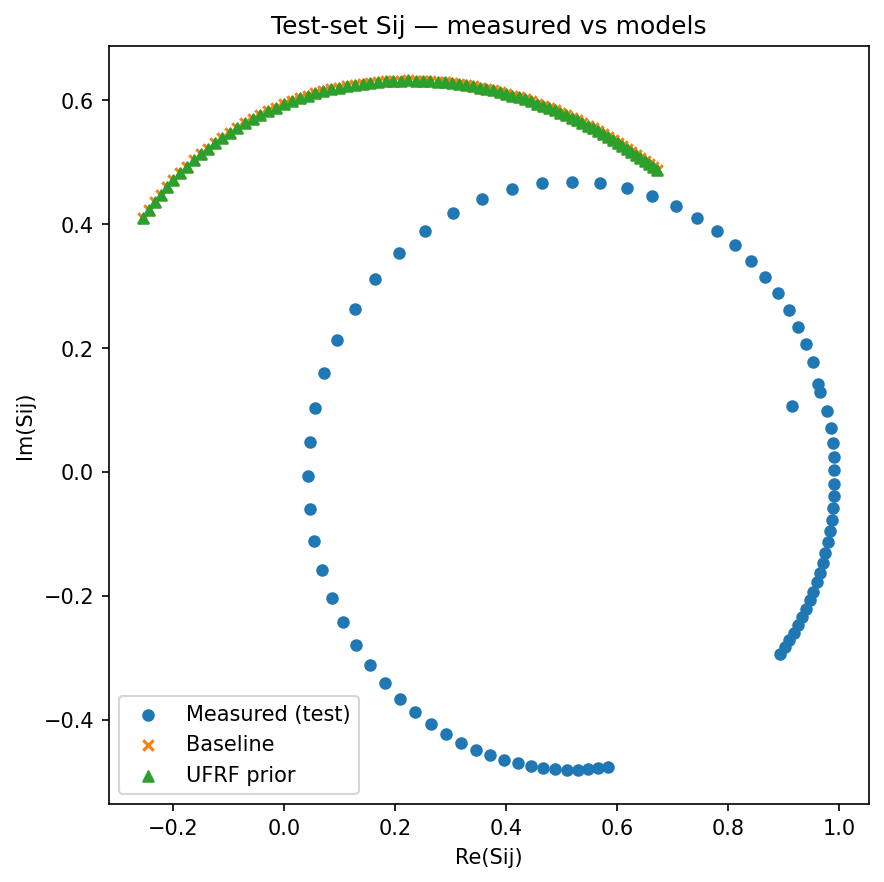 Test-set Sij — measured vs models
0.6
0.4
0.2
0.0
−0.2
−0.4
Im(Sij)
Measured (test)
Baseline
UFRF prior
−0.2 0.0 0.2 0.4 0.6 0.8 1.0
Re(Sij)